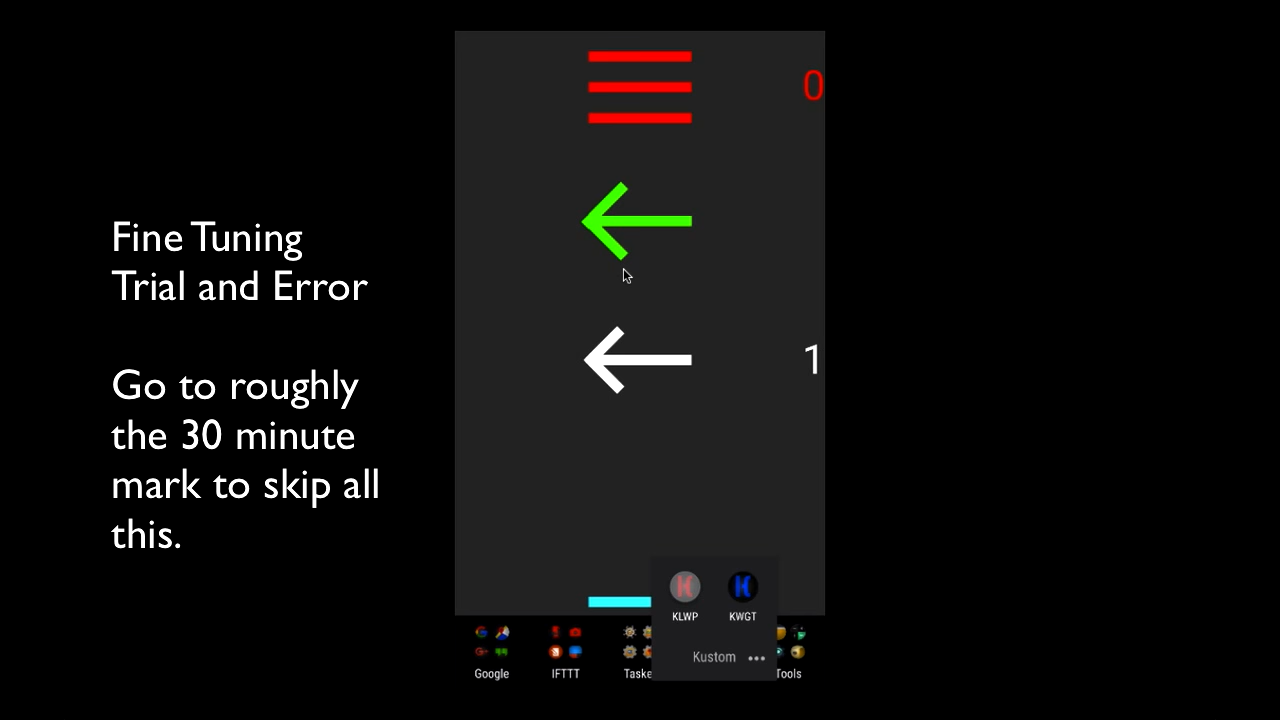 0
Fine Tuning
Trial and Error
Go to roughly
the 30 minute
mark to skip all
this.
1
KLWP KWGT
Kustom
Google IFTTT Taske Tools